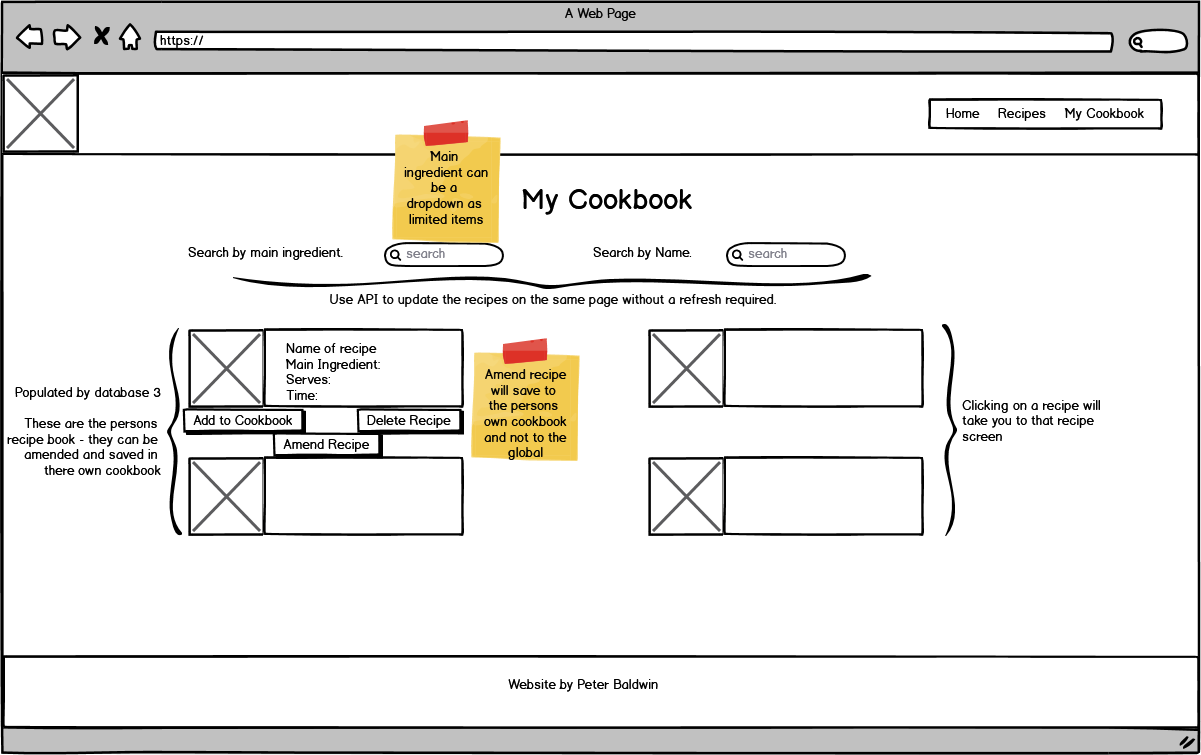 A Web Page
https://
Home Recipes My Cookbook
Main
ingredient can
be a
dropdown as
limited items
My Cookbook
Search by main ingredient.
search
Search by Name.
search
Use API to update the recipes on the same page without a refresh required.
Populated by database 3
These are the persons
recipe book - they can be
amended and saved in
there own cookbook
Name of recipe
Main Ingredient:
Serves:
Time:
Add to Cookbook
Delete Recipe
Amend Recipe
Amend recipe
will save to
the persons
own cookbook
and not to the
global
Clicking on a recipe will
take you to that recipe
screen
Website by Peter Baldwin